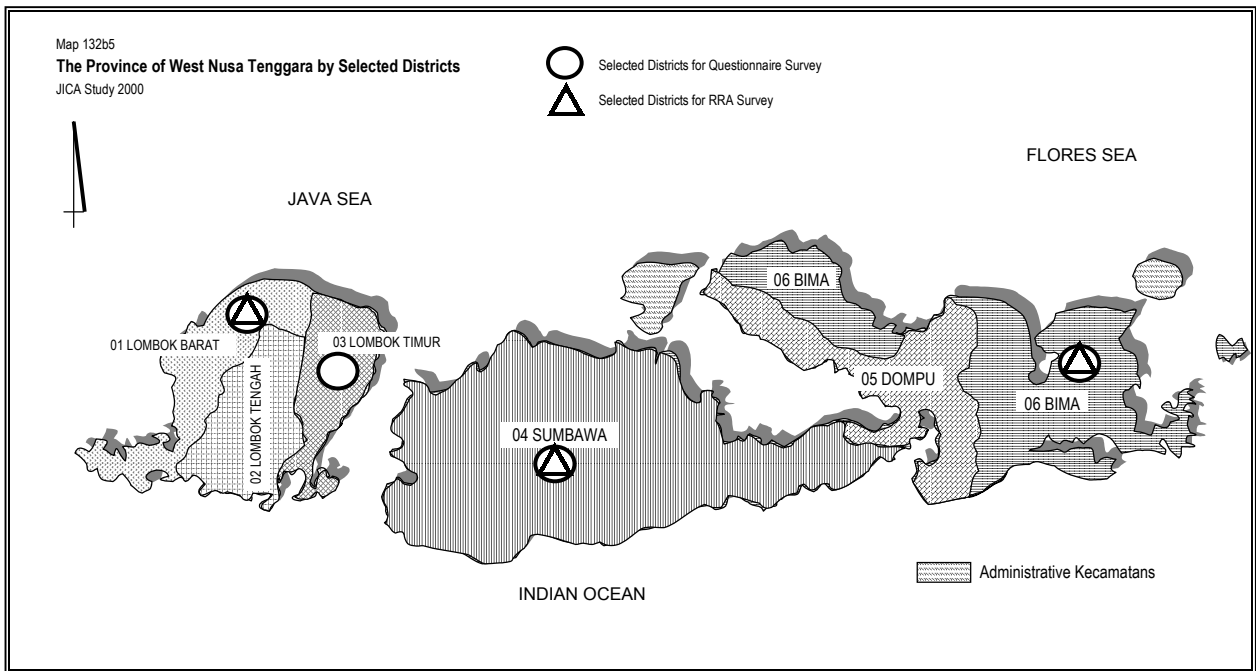 Map 132b5
The Province of West Nusa Tenggara by Selected Districts
JICA Study 2000
Selected Districts for Questionnaire Survey
Selected Districts for RRA Survey
FLORES SEA
JAVA SEA
06 BIMA
01 LOMBOK BARAT
03 LOMBOK TIMUR
02 LOMBOK TENGAH
05 DOMPU
06 BIMA
04 SUMBAWA
Administrative Kecamatans
INDIAN OCEAN